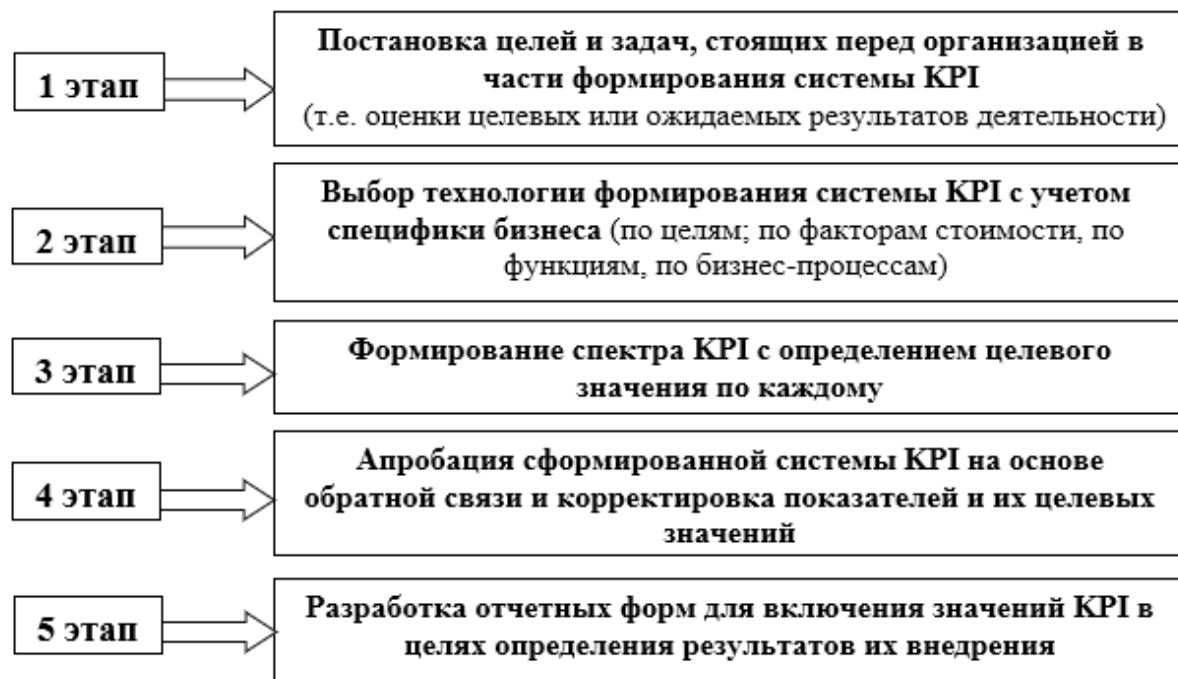 1 этап
Постановка целей и задач, стоящих перед организацией в
части формирования системы KPI
(т.е. оценки целевых или ожидаемых результатов деятельности)
2 этап
Выбор технологии формирования системы KPI с учетом
специфики бизнеса (по целям; по факторам стоимости, по
функциям, по бизнес-процессам)
3 этап
Формирование спектра KPI с определением целевого
значения по каждому
4 этап
Апробация сформированной системы KPI на основе
обратной связи и корректировка показателей и их целевых
значений
5 этап
Разработка отчетных форм для включения значений KPI в
целях определения результатов их внедрения